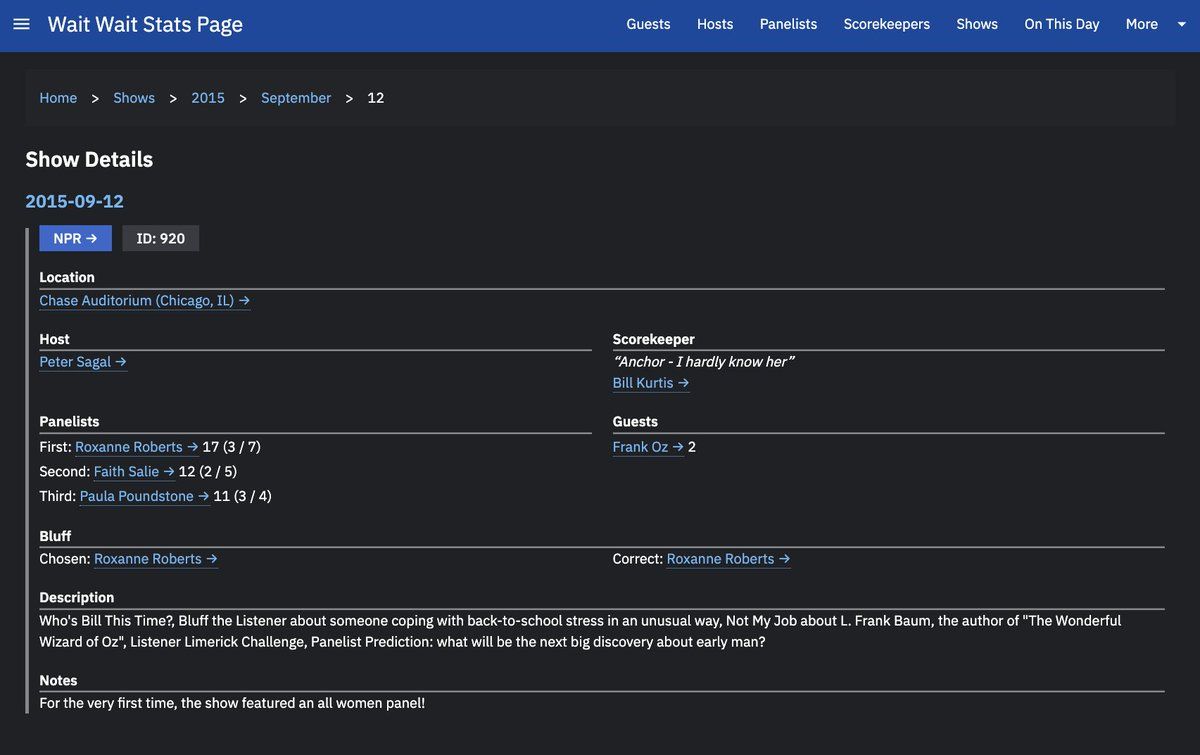 Wait Wait Stats Page
Guests Hosts Panelists Scorekeepers Shows On This Day More
Home > Shows > 2015 > September > 12
Show Details
2015-09-12
NPR → ID: 920
Location
Chase Auditorium (Chicago, IL) →
Host
Peter Sagal →
Scorekeeper
“Anchor - I hardly know her”
Bill Kurtis →
Panelists
First: Roxanne Roberts → 17 (3 / 7)
Second: Faith Salie → 12 (2 / 5)
Third: Paula Poundstone → 11 (3 / 4)
Guests
Frank Oz → 2
Bluff
Chosen: Roxanne Roberts →
Correct: Roxanne Roberts →
Description
Who's Bill This Time?, Bluff the Listener about someone coping with back-to-school stress in an unusual way, Not My Job about L. Frank Baum, the author of "The Wonderful
Wizard of Oz", Listener Limerick Challenge, Panelist Prediction: what will be the next big discovery about early man?
Notes
For the very first time, the show featured an all women panel!